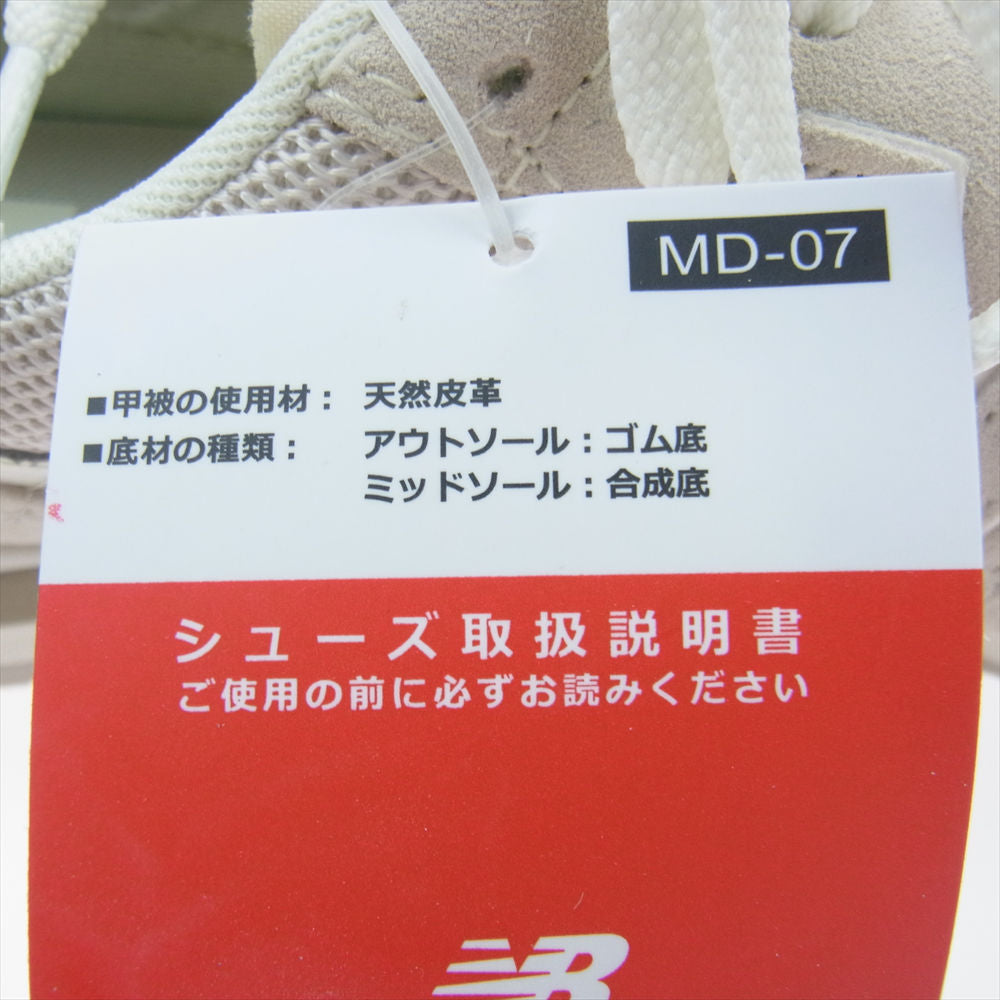 MD-07
■甲被の使用材： 天然皮革
■底材の種類： アウトソール：ゴム底
ミッドソール：合成底
シューズ取扱説明書
ご使用の前に必ずお読みください
NB